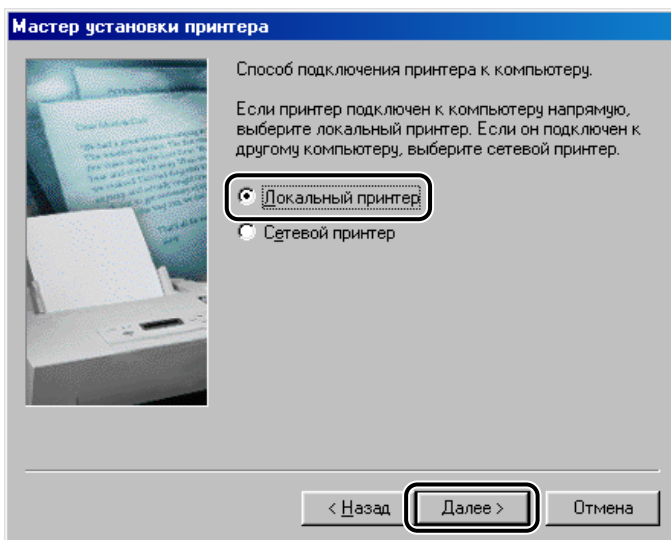 Мастер установки принтера
Способ подключения принтера к компьютеру.
Если принтер подключен к компьютеру напрямую,
выберите локальный принтер. Если он подключен к
другому компьютеру, выберите сетевой принтер.
Локальный принтер
Сетевой принтер
< Назад
Далее >
Отмена